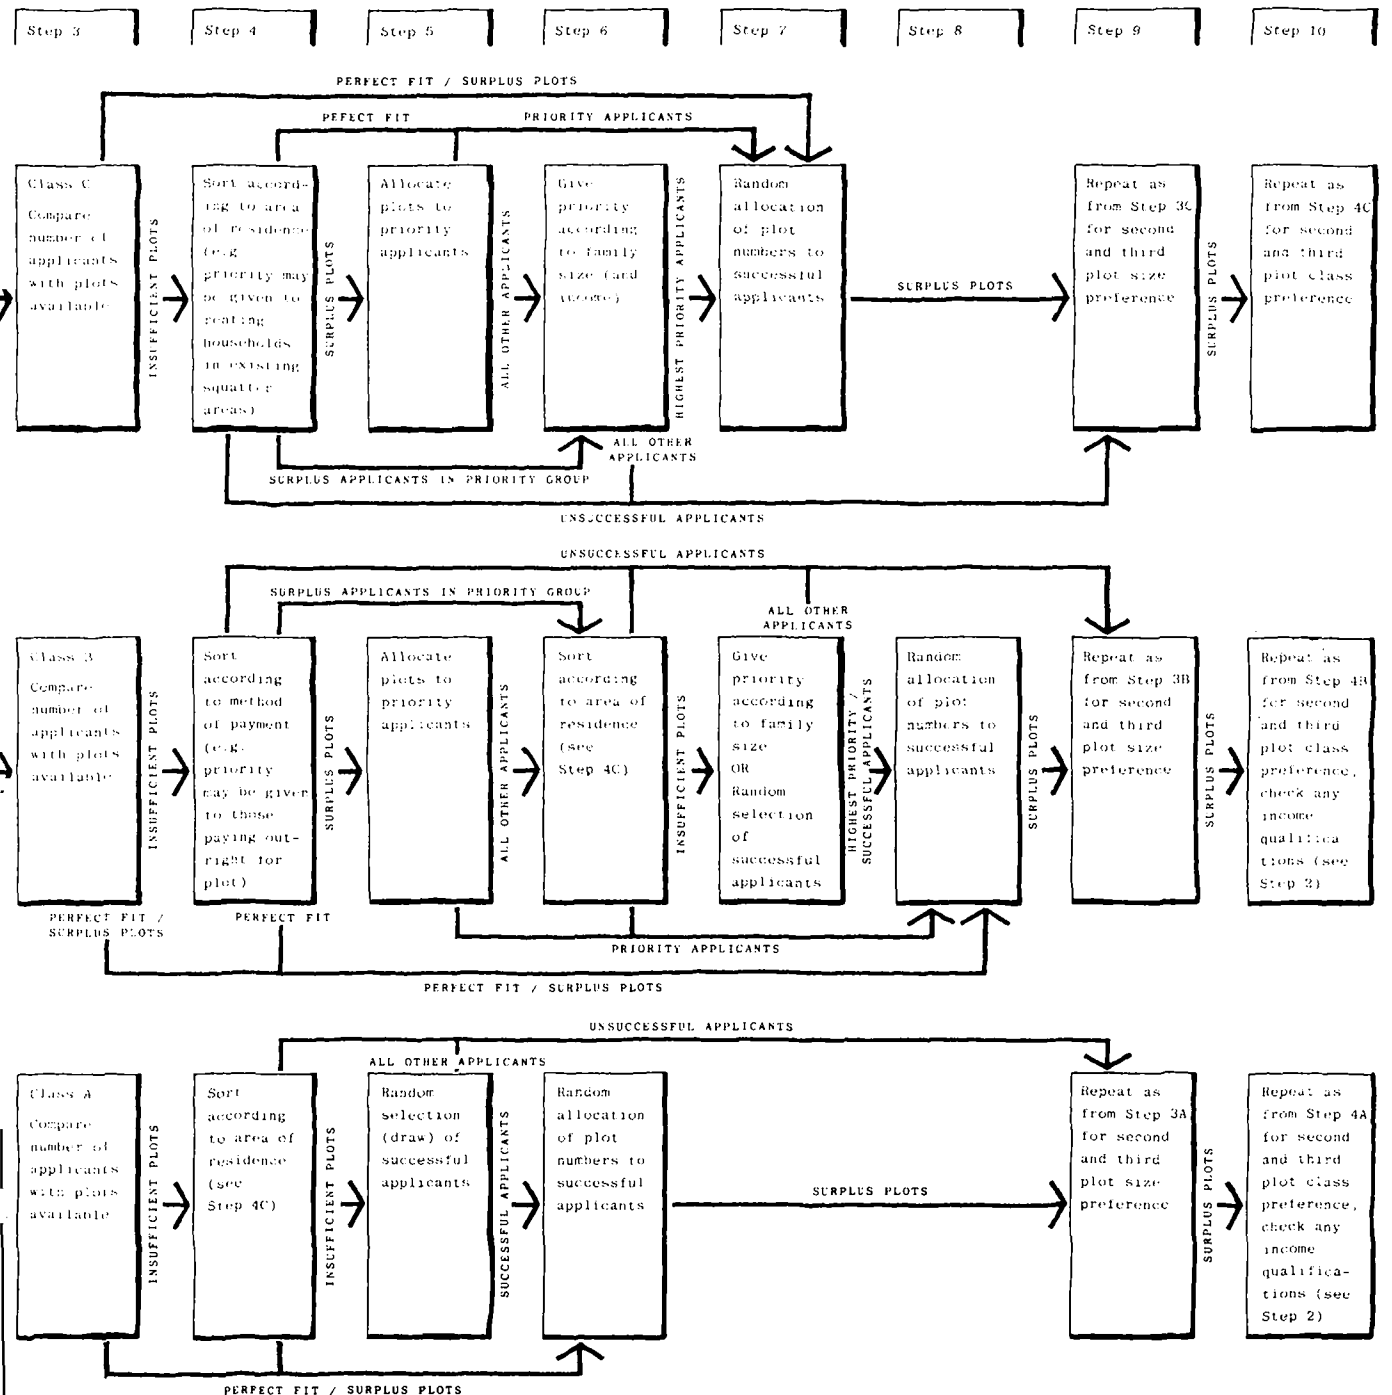 Step 3
Step 4
Step 5
Step 6
Step 7
Step 8
Step 9
Step 10
PERFECT FIT / SURPLUS PLOTS
PEFECT FIT
PRIORITY APPLICANTS
Class C
Compare
number of
applicants
with plots
available
INSUFFICIENT PLOTS
Sort accord-
ing to area
of residence
(e.g.
priority may
be given to
renting
households
in existing
squatter
areas)
SURPLUS PLOTS
Allocate
plots to
priority
applicants
ALL OTHER APPLICANTS
Give
priority
according
to family
size (and
income)
HIGHEST PRIORITY APPLICANTS
Random
allocation
of plot
numbers to
successful
applicants
SURPLUS PLOTS
Repeat as
from Step 3C
for second
and third
plot size
preference
SURPLUS PLOTS
Repeat as
from Step 4C
for second
and third
plot class
preference
ALL OTHER
APPLICANTS
SURPLUS APPLICANTS IN PRIORITY GROUP
UNSUCCESSFUL APPLICANTS
UNSUCCESSFUL APPLICANTS
SURPLUS APPLICANTS IN PRIORITY GROUP
ALL OTHER
APPLICANTS
Class B
Compare
number of
applicants
with plots
available
INSUFFICIENT PLOTS
Sort
according
to method
of payment
(e.g.
priority
may be given
to those
paying out-
right for
plot)
SURPLUS PLOTS
Allocate
plots to
priority
applicants
ALL OTHER APPLICANTS
Sort
according
to area of
residence
(see
Step 4C)
INSUFFICIENT PLOTS
Give
priority
according
to family
size
OR
Random
selection
of
successful
applicants
HIGHEST PRIORITY /
SUCCESSFUL APPLICANTS
Random
allocation
of plot
numbers to
successful
applicants
SURPLUS PLOTS
Repeat as
from Step 3B
for second
and third
plot size
preference
SURPLUS PLOTS
Repeat as
from Step 4B
for second
and third
plot class
preference,
check any
income
qualifica
tions (see
Step 2)
PERFECT FIT /
SURPLUS PLOTS
PERFECT FIT
PRIORITY APPLICANTS
PERFECT FIT / SURPLUS PLOTS
UNSUCCESSFUL APPLICANTS
ALL OTHER APPLICANTS
Class A
Compare
number of
applicants
with plots
available
INSUFFICIENT PLOTS
Sort
according
to area of
residence
(see
Step 4C)
INSUFFICIENT PLOTS
Random
selection
(draw) of
successful
applicants
SUCCESSFUL APPLICANTS
Random
allocation
of plot
numbers to
successful
applicants
SURPLUS PLOTS
Repeat as
from Step 3A
for second
and third
plot size
preference
SURPLUS PLOTS
Repeat as
from Step 4A
for second
and third
plot class
preference,
check any
income
qualifica-
tions (see
Step 2)
PERFECT FIT / SURPLUS PLOTS